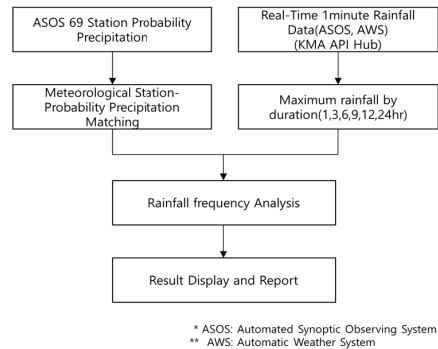 ASOS 69 Station Probability
Precipitation
Real-Time 1minute Rainfall
Data(ASOS, AWS)
(KMA API Hub)
Meteorological Station-
Probability Precipitation
Matching
Maximum rainfall by
duration(1,3,6,9,12,24hr)
Rainfall frequency Analysis
Result Display and Report
* ASOS: Automated Synoptic Observing System
** AWS: Automatic Weather System